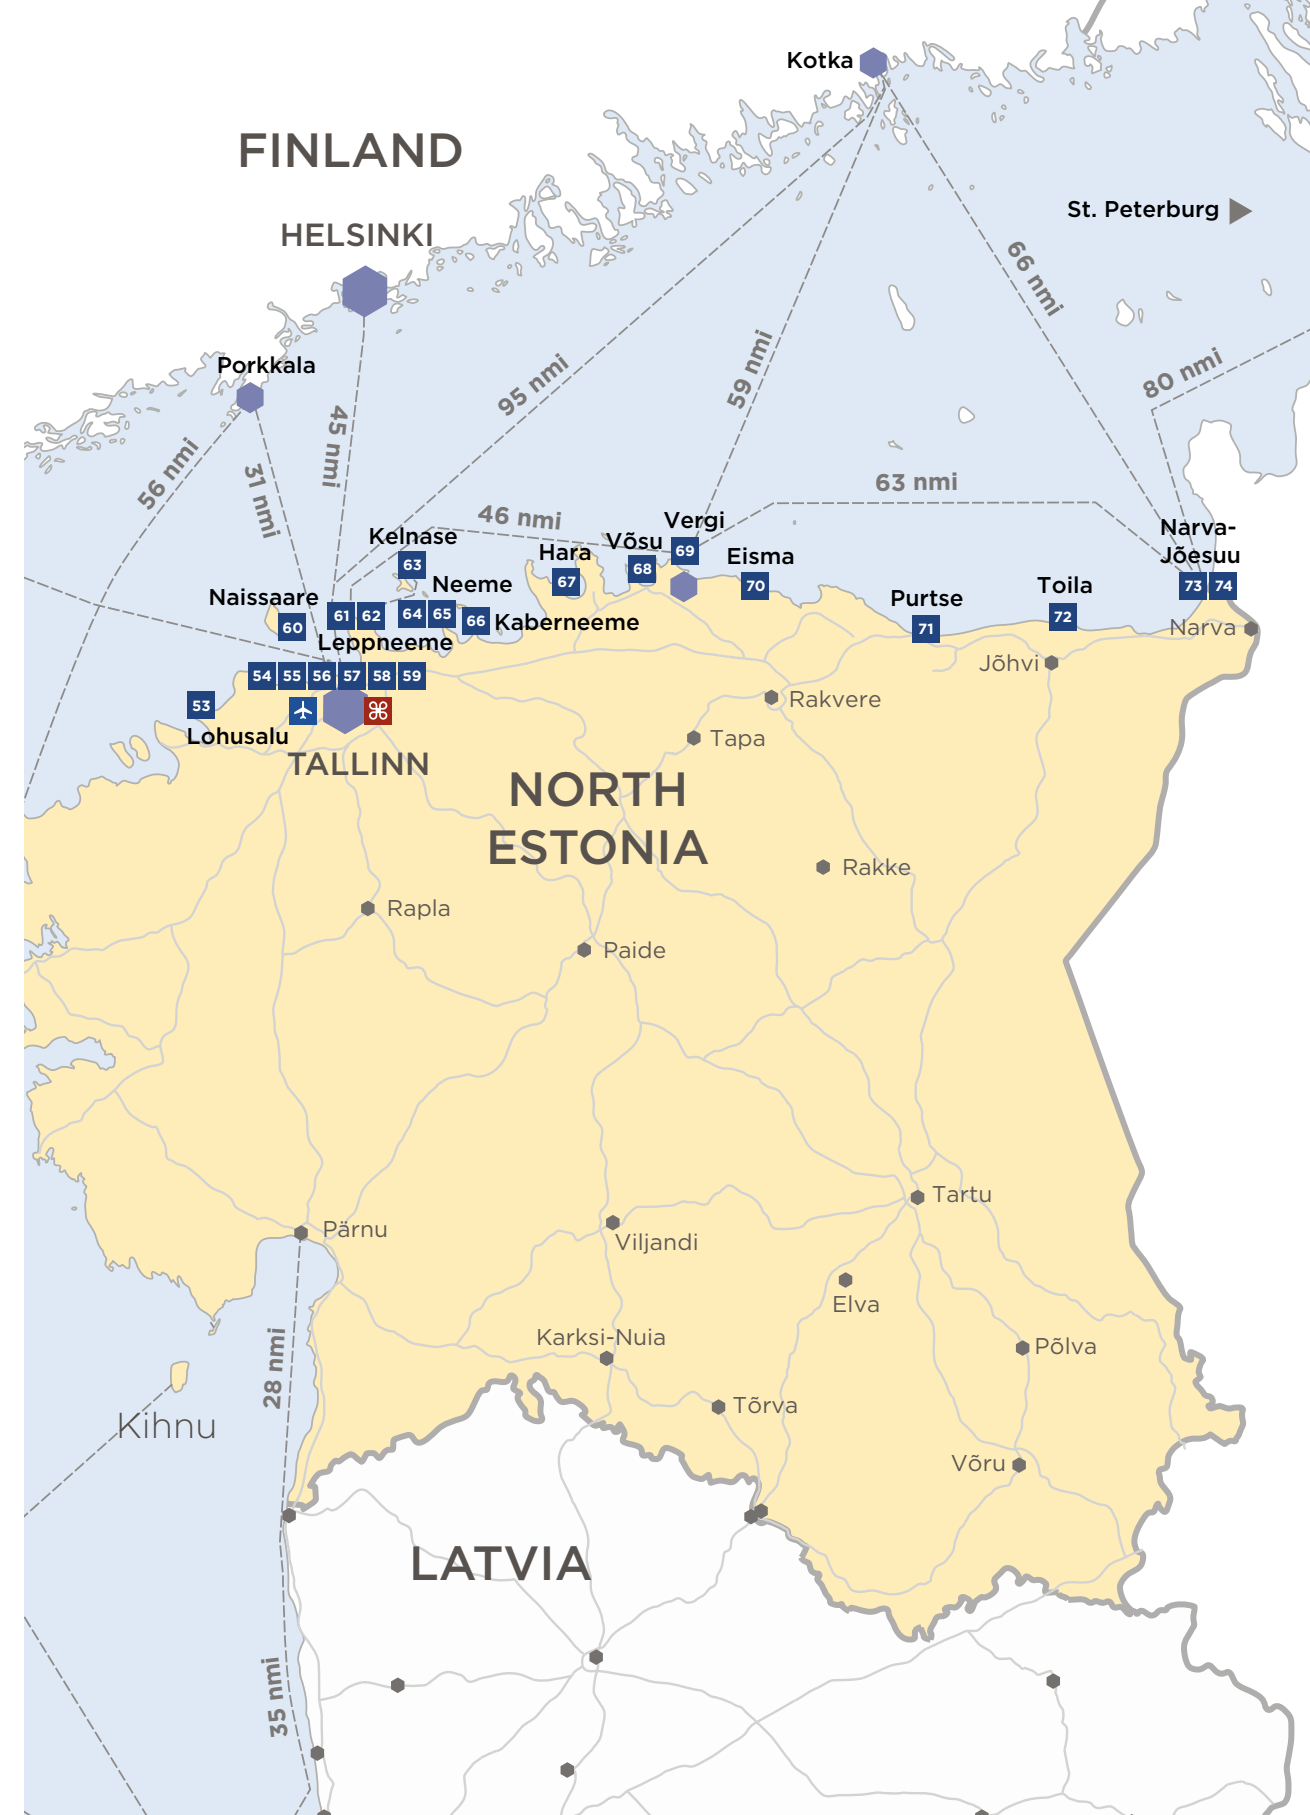 Kotka
FINLAND
St. Peterburg
HELSINKI
66 nmi
Porkkala
59 nmi
80 nmi
95 nmi
45 nmi
56 nmi
31 nmi
63 nmi
46 nmi
Vergi
Narva-
Jõesuu
Kelnase
Hara
Võsu
69
Eisma
63
67
68
70
Toila
73
74
Naissaare
Neeme
Purtse
61
62
64
65
66
Kaberneeme
72
60
71
Narva
Leppneeme
54
55
56
57
58
59
Jõhvi
53
Rakvere
Lohusalu
Tapa
TALLINN
NORTH
ESTONIA
Rakke
Rapla
Paide
Tartu
Pärnu
Viljandi
Elva
Karksi-Nuia
Põlva
28 nmi
Tõrva
Kihnu
Võru
LATVIA
35 nmi